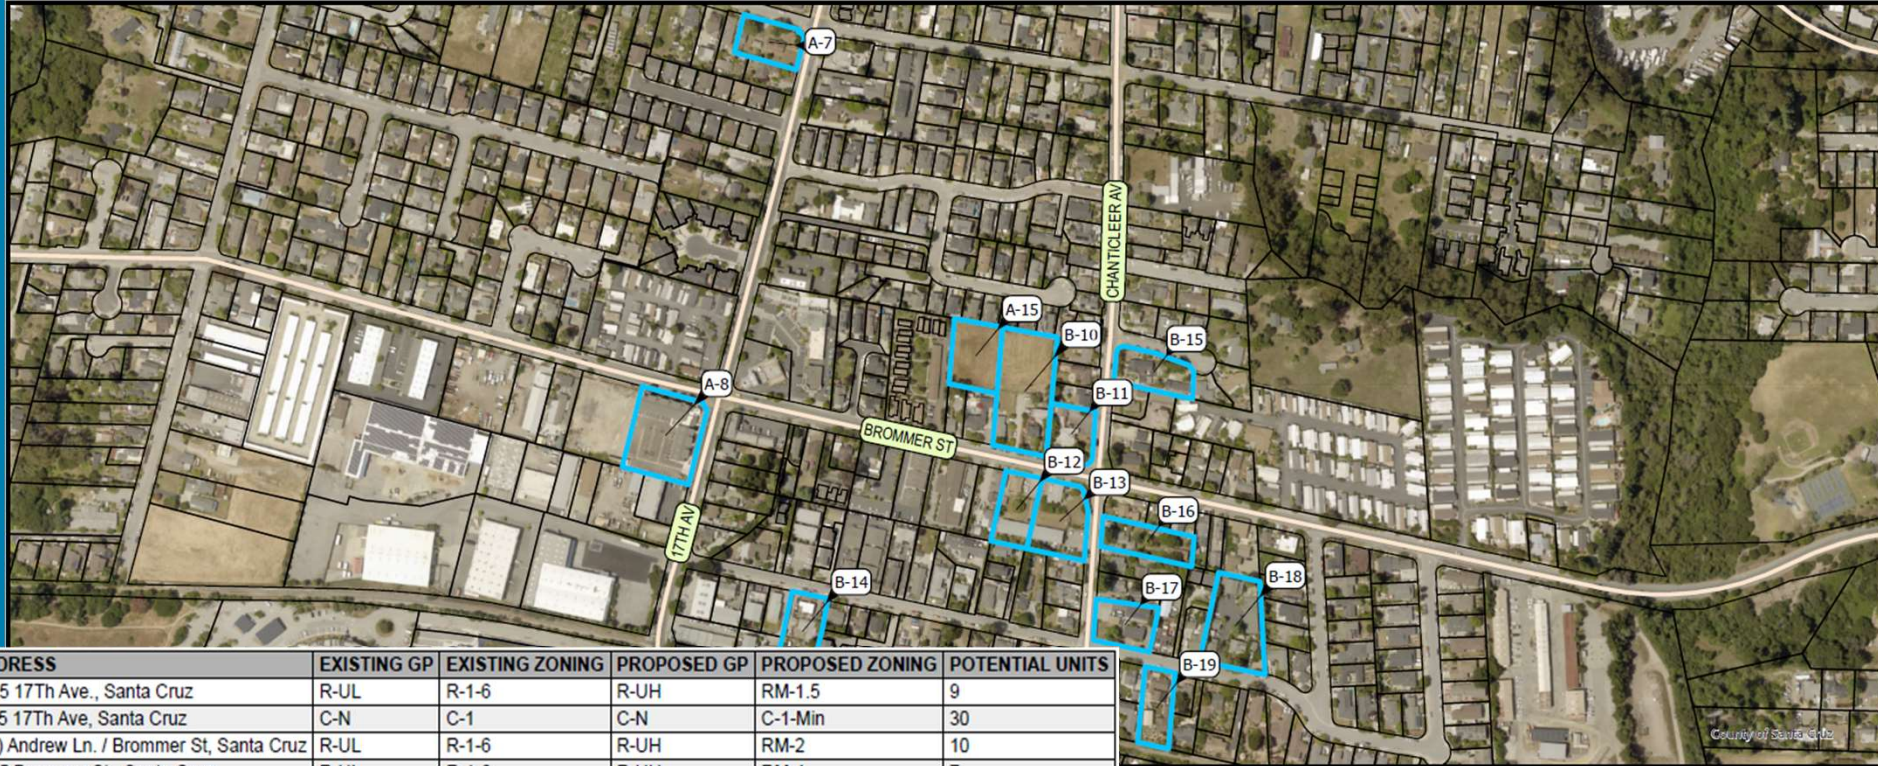 A-7
CHANTICLEER AV
A-15
B-10
B-15
A-8
B-11
BROMMER ST
B-12
B-13
B-16
17TH AV
B-14
B-17
B-18
B-19
EXISTING GP EXISTING ZONING PROPOSED GP PROPOSED ZONING POTENTIAL UNITS
5 17Th Ave., Santa Cruz R-UL R-1-6 R-UH RM-1.5 9
5 17Th Ave, Santa Cruz C-N C-1 C-N C-1-Min 30
) Andrew Ln. / Brommer St, Santa Cruz R-UL R-1-6 R-UH RM-2 10
County of Santa Cruz